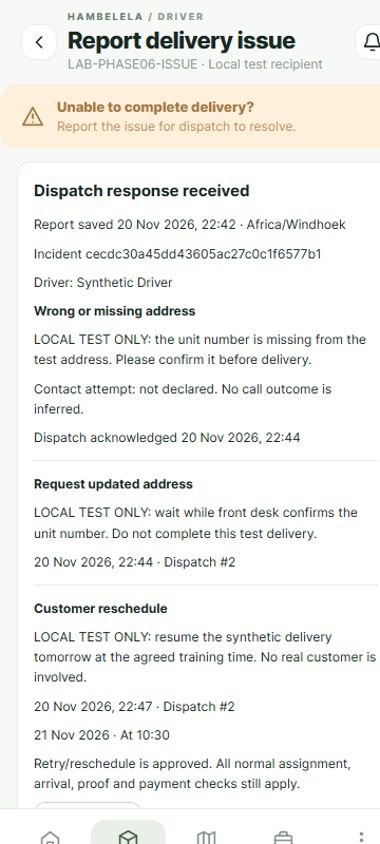 HAMBELELA / DRIVER
Report delivery issue
LAB-PHASE06-ISSUE · Local test recipient
Unable to complete delivery?
Report the issue for dispatch to resolve.
Dispatch response received
Report saved 20 Nov 2026, 22:42 · Africa/Windhoek
Incident cecdc30a45dd43605ac27c0c1f6577b1
Driver: Synthetic Driver
Wrong or missing address
LOCAL TEST ONLY: the unit number is missing from the
test address. Please confirm it before delivery.
Contact attempt: not declared. No call outcome is
inferred.
Dispatch acknowledged 20 Nov 2026, 22:44
Request updated address
LOCAL TEST ONLY: wait while front desk confirms the
unit number. Do not complete this test delivery.
20 Nov 2026, 22:44 · Dispatch #2
Customer reschedule
LOCAL TEST ONLY: resume the synthetic delivery
tomorrow at the agreed training time. No real customer is
involved.
20 Nov 2026, 22:47 · Dispatch #2
21 Nov 2026 · At 10:30
Retry/reschedule is approved. All normal assignment,
arrival, proof and payment checks still apply.